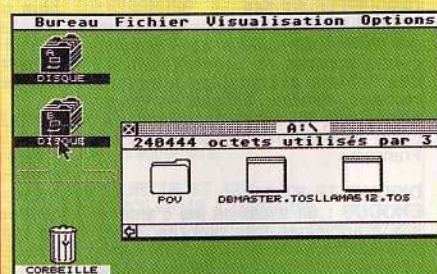 Bureau Fichier Visualisation Options
A
DISQUE
B
DISQUE
A:\
240444 octets utilisés par 3
POV
DBMASTER.TOS
LLAMAS12.TOS
CORBEILLE